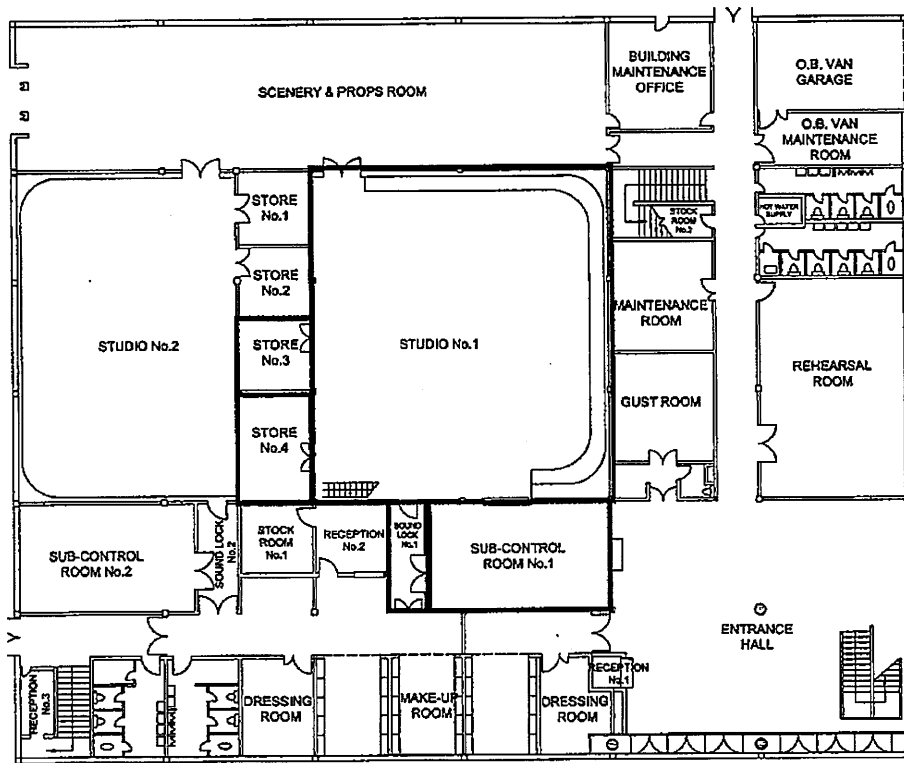 BUILDING
MAINTENANCE
OFFICE
O.B. VAN
GARAGE
SCENERY & PROPS ROOM
O.B. VAN
MAINTENANCE
ROOM
STORE
No.1
STOCK
ROOM
No.2
HOT WATER
SUPPLY
STORE
No.2
MAINTENANCE
ROOM
STUDIO No.2
STORE
No.3
STUDIO No.1
REHEARSAL
ROOM
GUST ROOM
STORE
No.4
SUB-CONTROL
ROOM No.2
SOUND LOCK
No.2
STOCK
ROOM
No.1
RECEPTION
No.2
SOUND
LOCK
No.1
SUB-CONTROL
ROOM No.1
ENTRANCE
HALL
RECEPTION
No.3
DRESSING
ROOM
MAKE-UP
ROOM
DRESSING
ROOM
RECEPTION
No.1